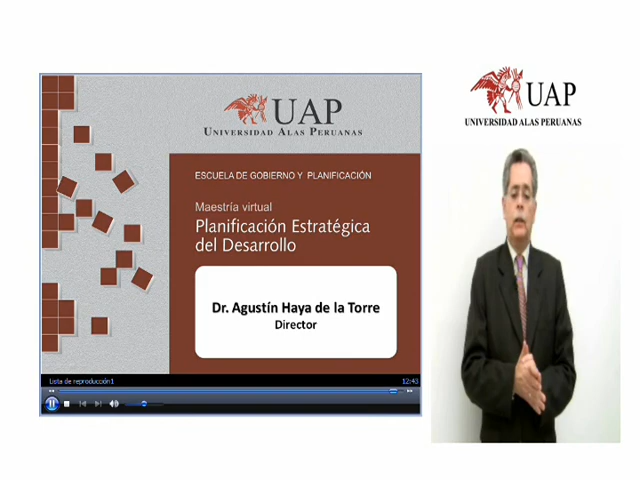 UAP
UNIVERSIDAD ALAS PERUANAS
ESCUELA DE GOBIERNO Y PLANIFICACIÓN
Maestría virtual
Planificación Estratégica
del Desarrollo
Dr. Agustín Haya de la Torre
Director
Lista de reproducción1
12:43
UAP
UNIVERSIDAD ALAS PERUANAS